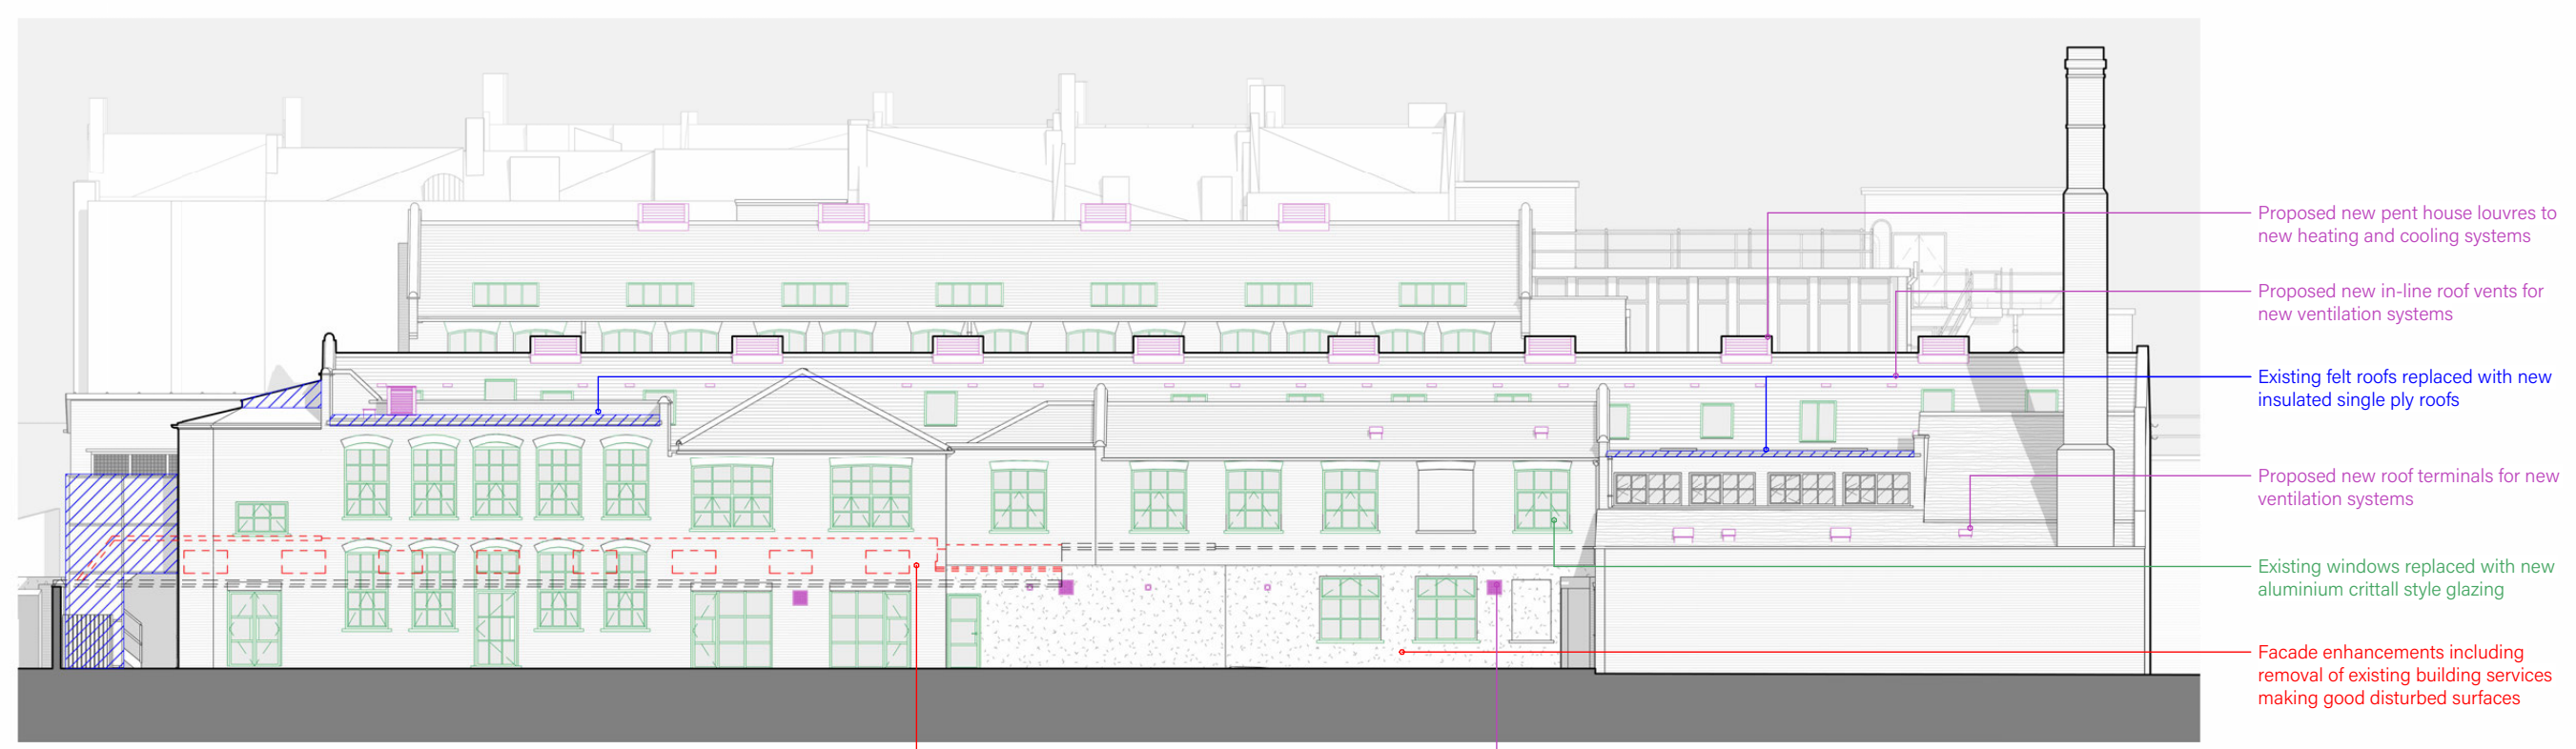 Proposed new pent house louvres to
new heating and cooling systems
Proposed new in-line roof vents for
new ventilation systems
Existing felt roofs replaced with new
insulated single ply roofs
Proposed new roof terminals for new
ventilation systems
Existing windows replaced with new
aluminium crittall style glazing
Facade enhancements including
removal of existing building services
making good disturbed surfaces